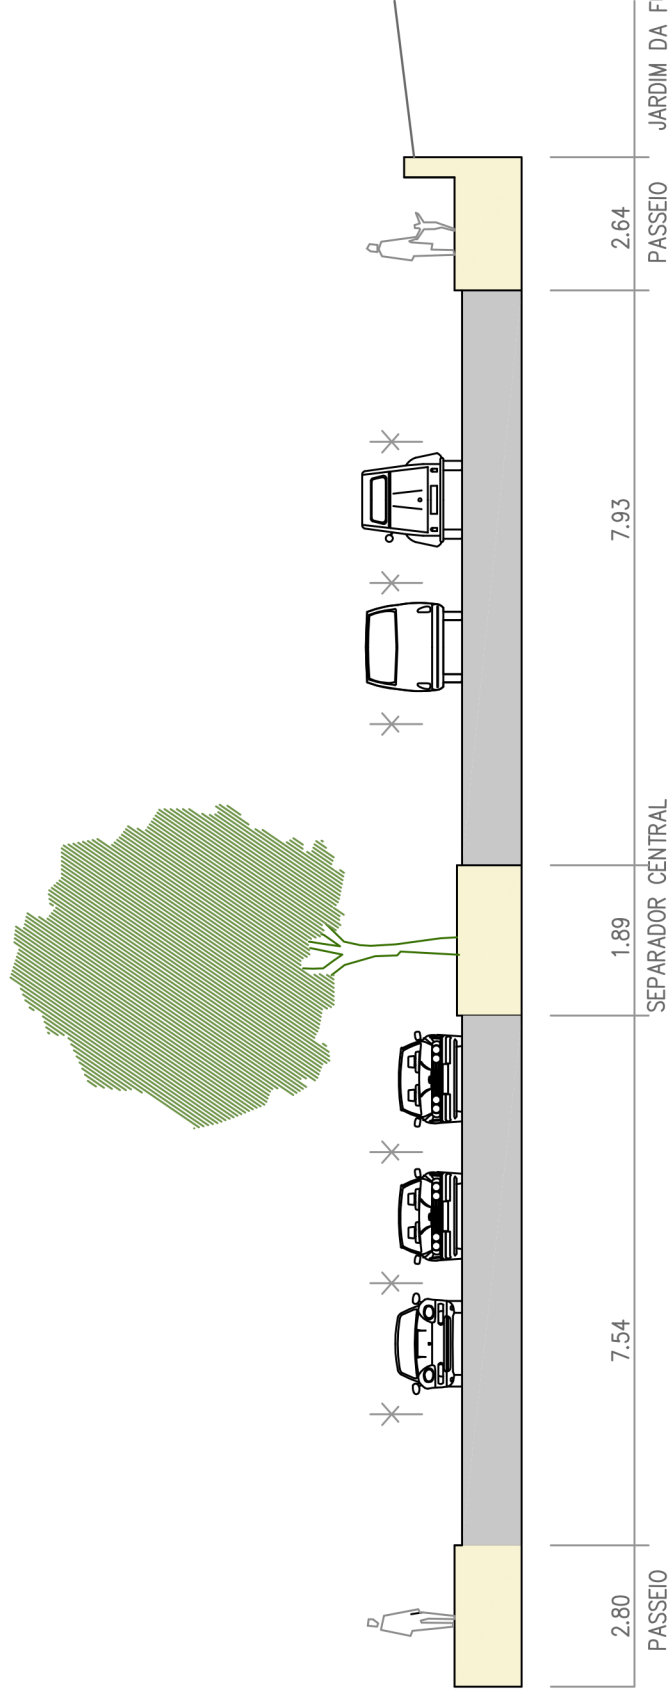 2.80
7.54
1.89
7.93
2.64
PASSEIO
SEPARADOR CENTRAL
PASSEIO
JARDIM DA